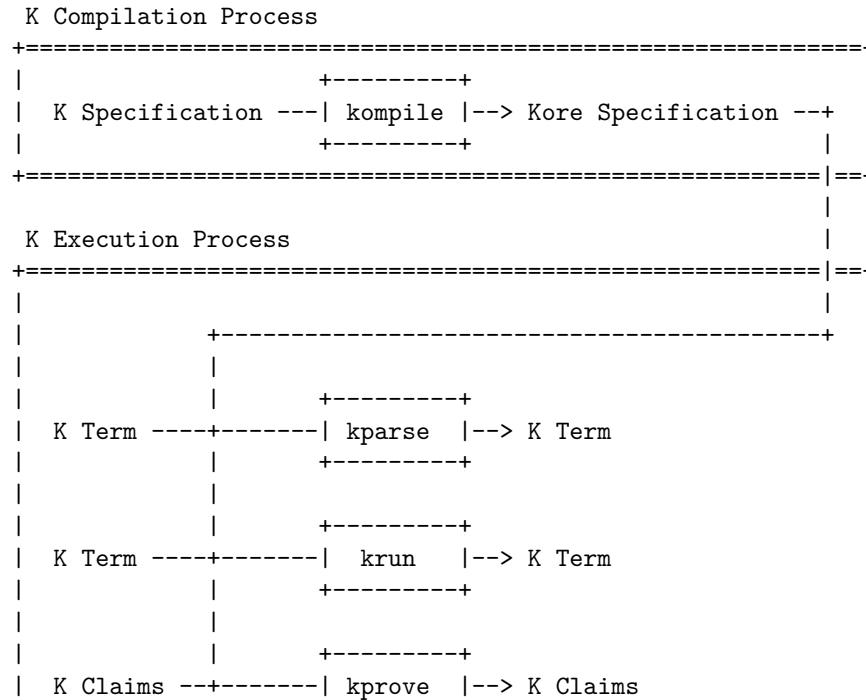 K Compilation Process
+============================================================+
|                     +---------+
|  K Specification ---| kompile |--> Kore Specification --+
|                     +---------+                         |
+=========================================================|==+
                                                          |
 K Execution Process                                      |
+=========================================================|==+
|                                                         |
|             +-------------------------------------------+
|             |
|             |       +---------+
|  K Term ----+-------| kparse  |--> K Term
|             |       +---------+
|             |
|             |       +---------+
|  K Term ----+-------|  krun   |--> K Term
|             |       +---------+
|             |
|             |       +---------+
|  K Claims --+-------| kprove  |--> K Claims